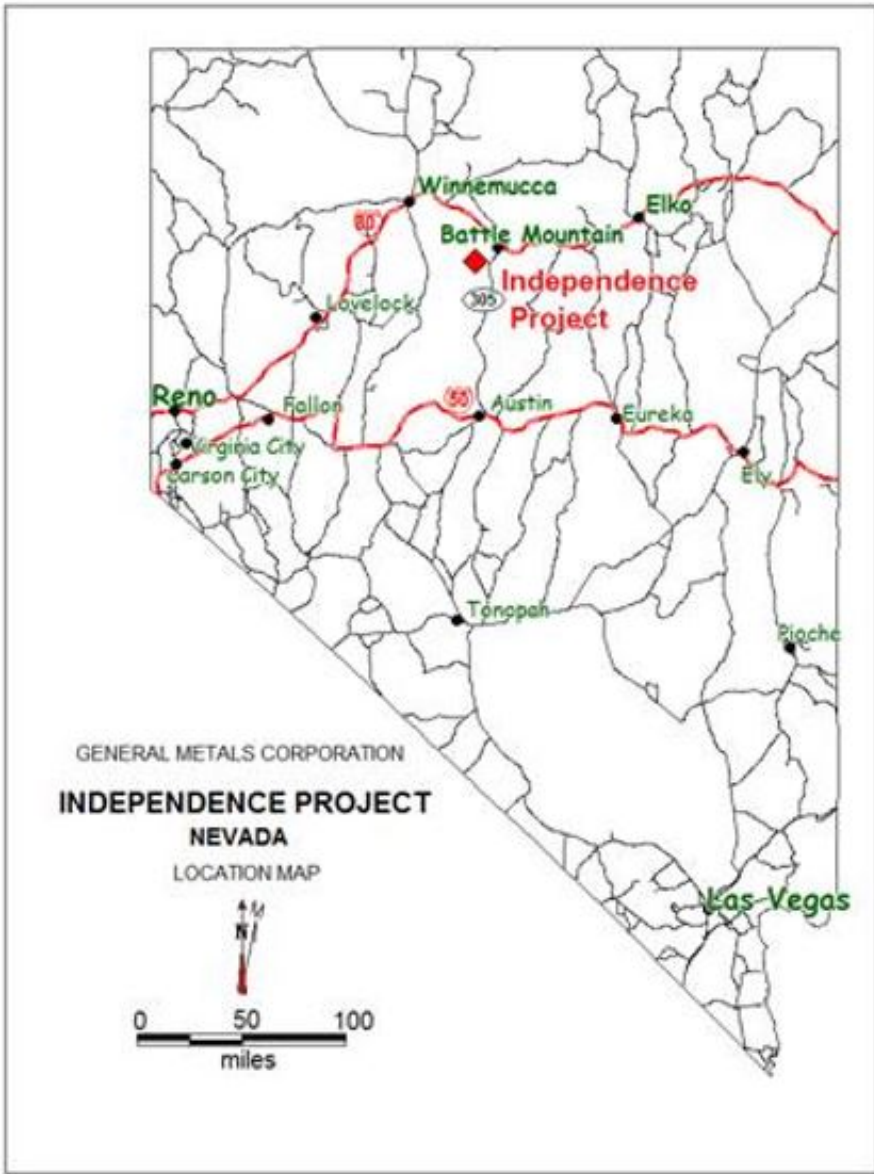 Winnemucca
80
Elko
Battle Mountain
Independence
Project
305
Lovelock
Reno
Fallon
50
Austin
Eureka
Virginia City
Carson City
Ely
Tonopah
Pioche
GENERAL METALS CORPORATION
INDEPENDENCE PROJECT
NEVADA
LOCATION MAP
Las Vegas
N
0 50 100
miles